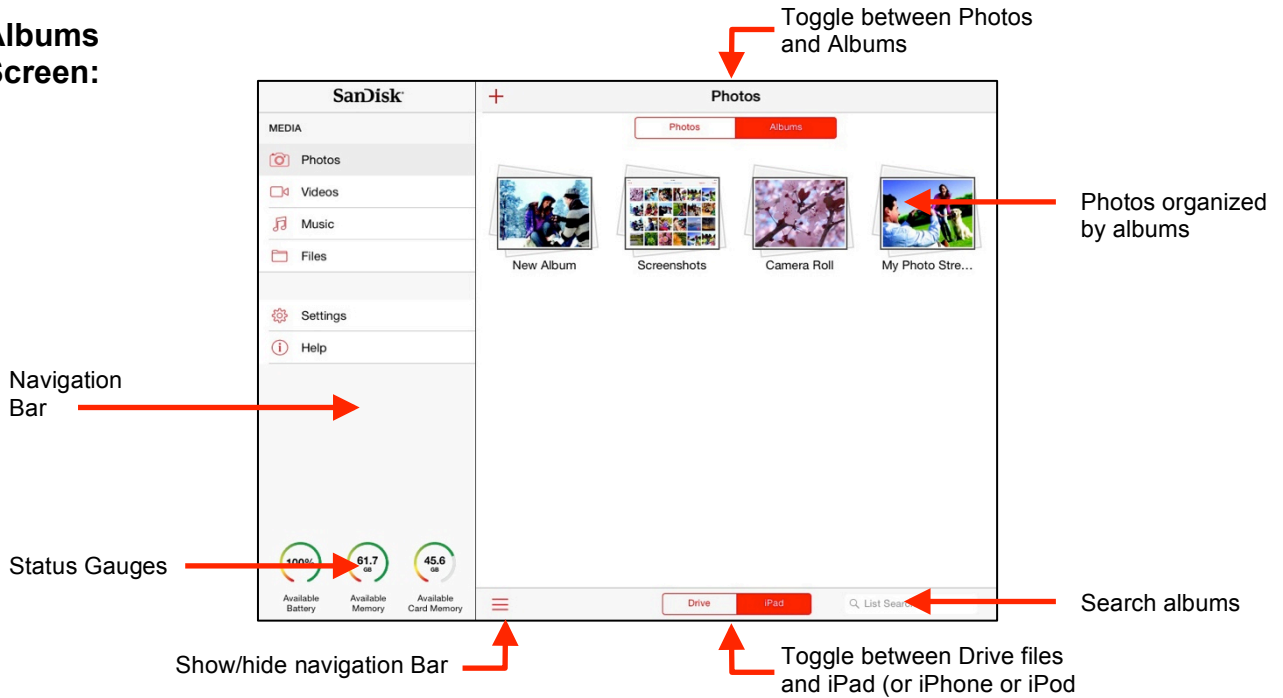 Toggle between Photos
and Albums
Albums
Screen:
SanDisk
MEDIA
Photos
Videos
Music
Files
Settings
Help
Photos
Photos Albums
New Album Screenshots Camera Roll My Photo Stre...
Photos organized
by albums
Navigation
Bar
Status Gauges
100% 61.7 GB 45.6 GB
Available Battery
Available Memory
Available Card Memory
Drive iPad
List
Search albums
Show/hide navigation Bar
Toggle between Drive files
and iPad (or iPhone or iPod